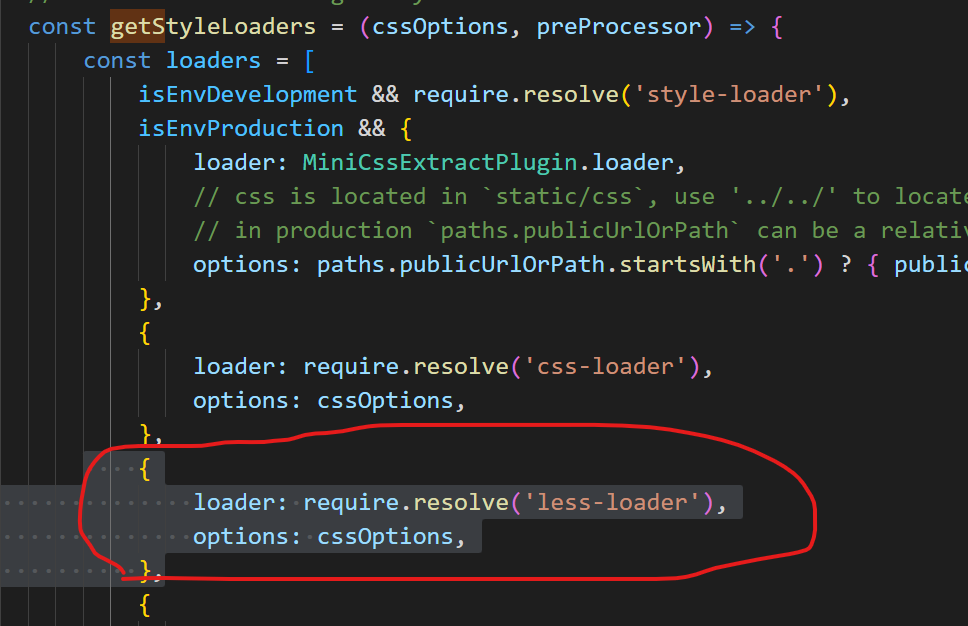 const getStyleLoaders = (cssOptions, preProcessor) => {
const loaders = [
isEnvDevelopment && require.resolve('style-loader'),
isEnvProduction && {
loader: MiniCssExtractPlugin.loader,
// css is located in `static/css`, use '../../' to locate
// in production `paths.publicUrlOrPath` can be a relativ
options: paths.publicUrlOrPath.startsWith('.') ? { public
},
{
loader: require.resolve('css-loader'),
options: cssOptions,
},
{
loader: require.resolve('less-loader'),
options: cssOptions,
},
{